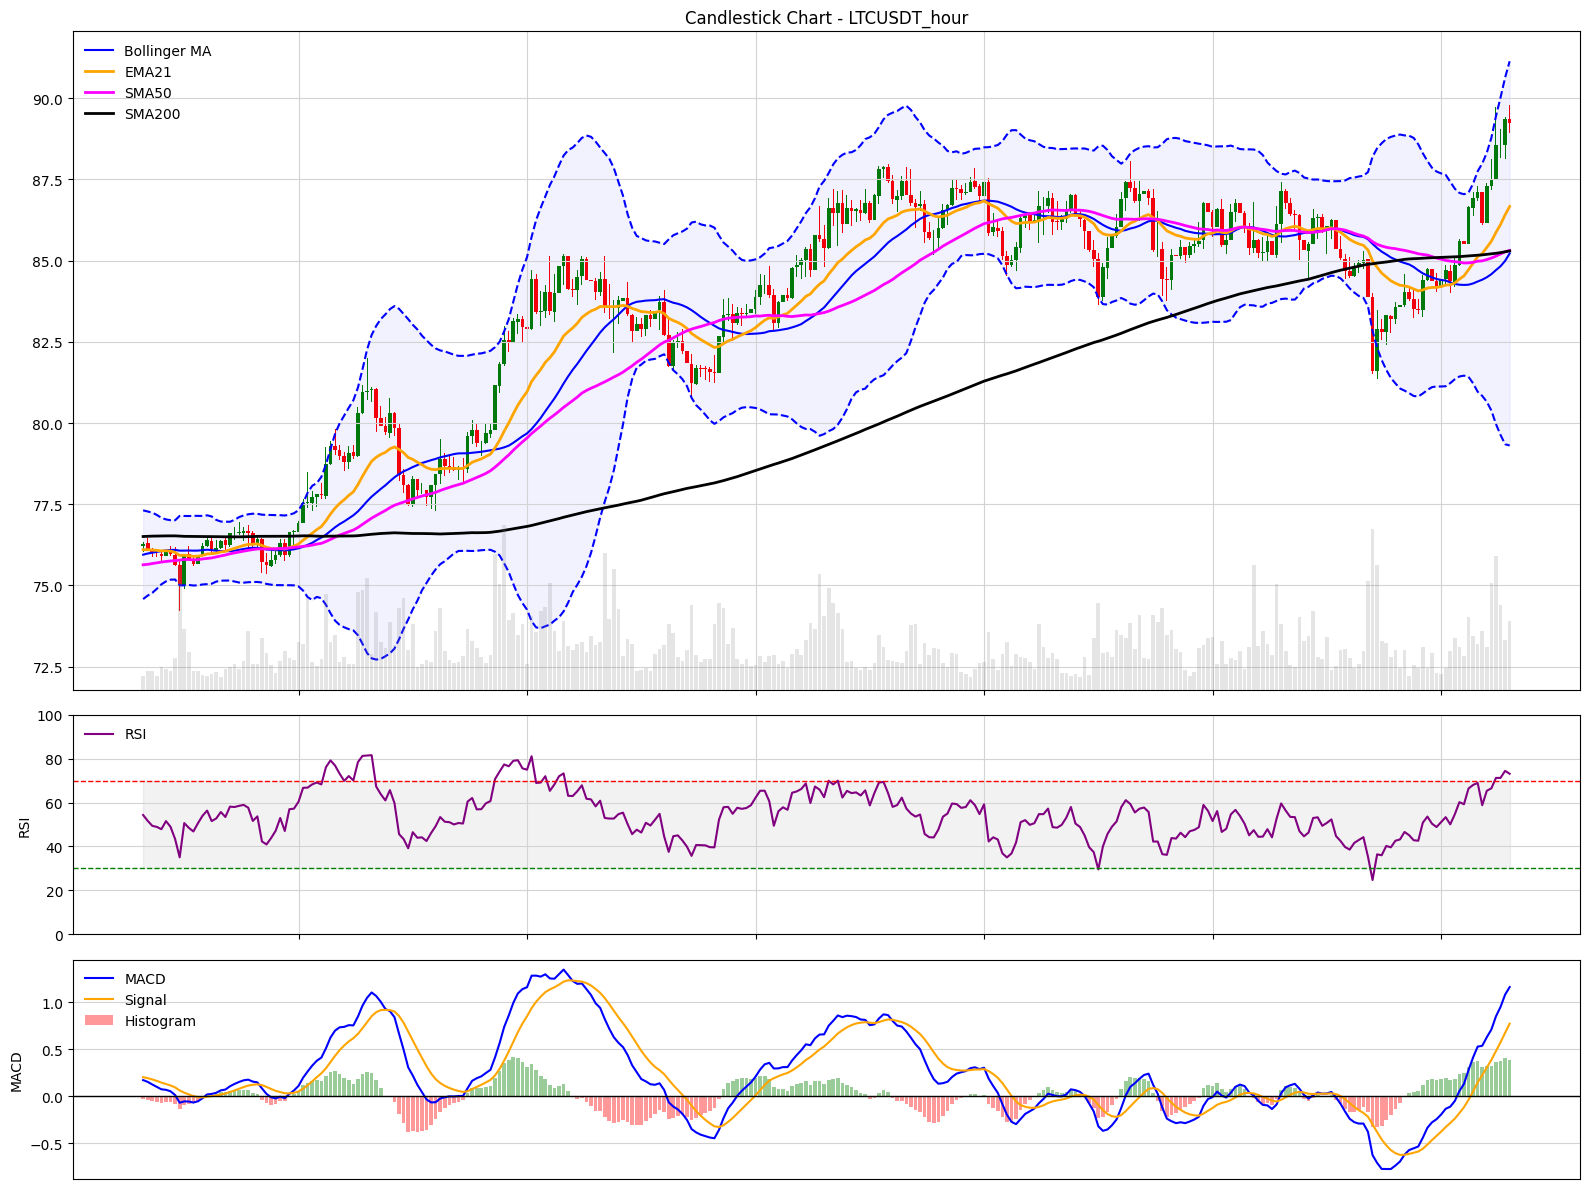 Candlestick Chart - LTCUSDT_hour
Bollinger MA
EMA21
SMA50
SMA200
90.0
87.5
85.0
82.5
80.0
77.5
75.0
72.5
RSI
100
80
60
40
20
0
RSI
MACD
Signal
Histogram
1.0
0.5
0.0
−0.5
MACD